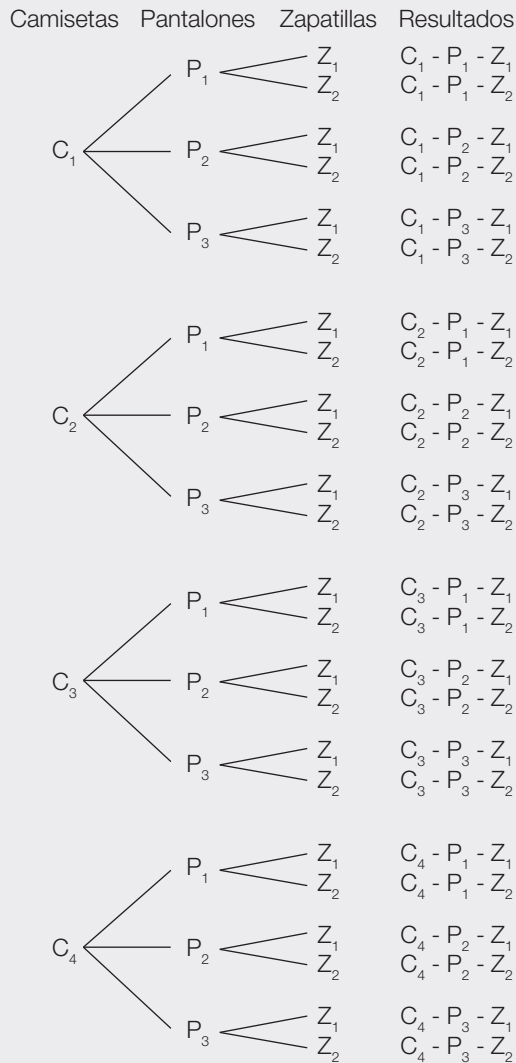 Camisetas Pantalones Zapatillas Resultados
P₁ Z₁ C₁ - P₁ - Z₁
Z₂ C₁ - P₁ - Z₂
C₁ P₂ Z₁ C₁ - P₂ - Z₁
Z₂ C₁ - P₂ - Z₂
P₃ Z₁ C₁ - P₃ - Z₁
Z₂ C₁ - P₃ - Z₂
P₁ Z₁ C₂ - P₁ - Z₁
Z₂ C₂ - P₁ - Z₂
C₂ P₂ Z₁ C₂ - P₂ - Z₁
Z₂ C₂ - P₂ - Z₂
P₃ Z₁ C₂ - P₃ - Z₁
Z₂ C₂ - P₃ - Z₂
P₁ Z₁ C₃ - P₁ - Z₁
Z₂ C₃ - P₁ - Z₂
C₃ P₂ Z₁ C₃ - P₂ - Z₁
Z₂ C₃ - P₂ - Z₂
P₃ Z₁ C₃ - P₃ - Z₁
Z₂ C₃ - P₃ - Z₂
P₁ Z₁ C₄ - P₁ - Z₁
Z₂ C₄ - P₁ - Z₂
C₄ P₂ Z₁ C₄ - P₂ - Z₁
Z₂ C₄ - P₂ - Z₂
P₃ Z₁ C₄ - P₃ - Z₁
Z₂ C₄ - P₃ - Z₂